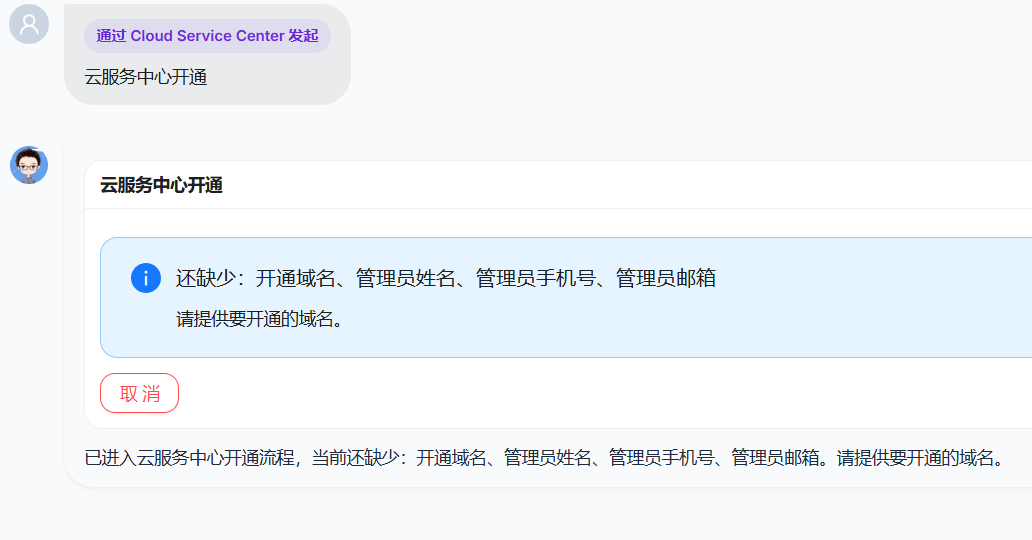 通过 Cloud Service Center 发起
云服务中心开通
云服务中心开通
还缺少：开通域名、管理员姓名、管理员手机号、管理员邮箱
请提供要开通的域名。
取 消
已进入云服务中心开通流程，当前还缺少：开通域名、管理员姓名、管理员手机号、管理员邮箱。请提供要开通的域名。